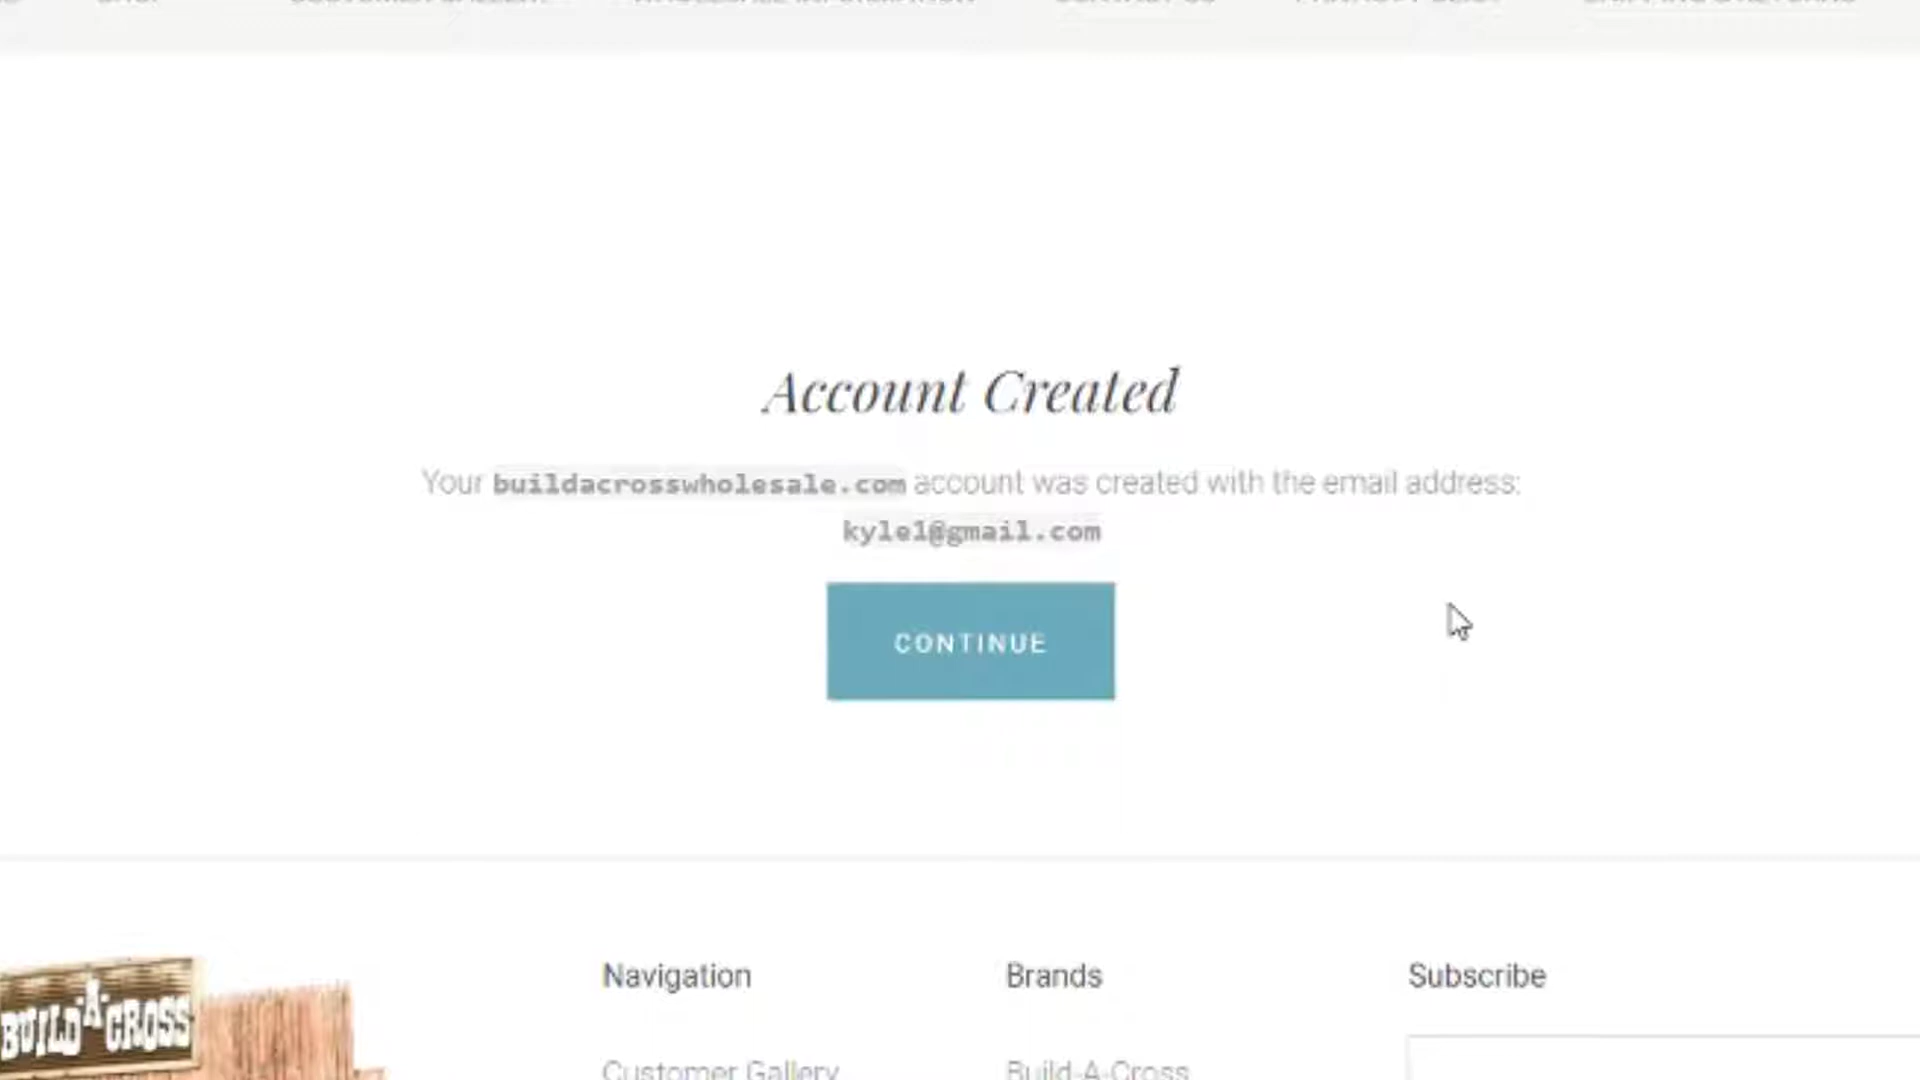 Account Created
Your buildacrosswholesale.com account was created with the email address:
kyle1@gmail.com
CONTINUE
BUILD-A-CROSS
Navigation
Brands
Subscribe
Customer Gallery
Build-A-Cross